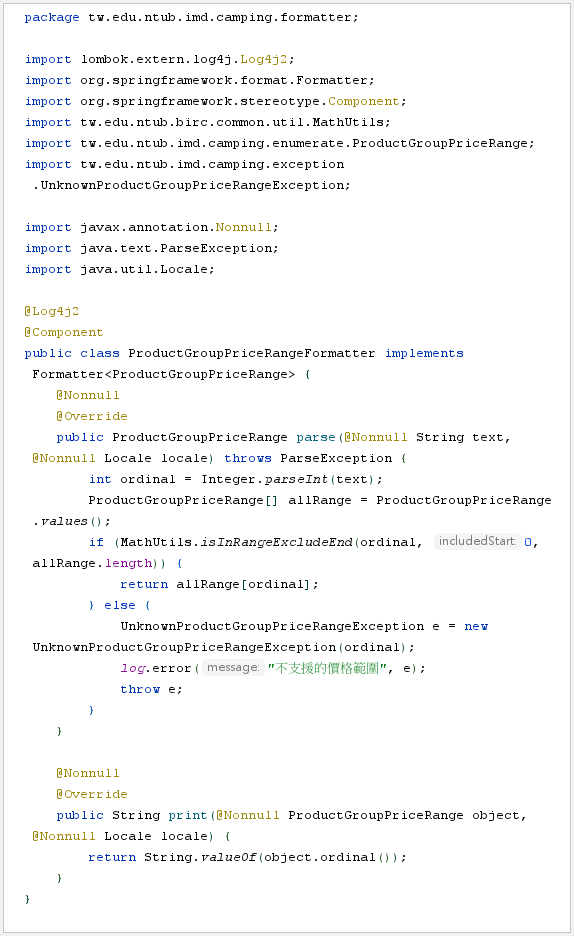 package tw.edu.ntub.imd.camping.formatter;
import lombok.extern.log4j.Log4j2;
import org.springframework.format.Formatter;
import org.springframework.stereotype.Component;
import tw.edu.ntub.birc.common.util.MathUtils;
import tw.edu.ntub.imd.camping.enumerate.ProductGroupPriceRange;
import tw.edu.ntub.imd.camping.exception
.UnknownProductGroupPriceRangeException;
import javax.annotation.Nonnull;
import java.text.ParseException;
import java.util.Locale;
@Log4j2
@Component
public class ProductGroupPriceRangeFormatter implements
Formatter<ProductGroupPriceRange> {
@Nonnull
@Override
public ProductGroupPriceRange parse(@Nonnull String text,
@Nonnull Locale locale) throws ParseException {
int ordinal = Integer.parseInt(text);
ProductGroupPriceRange[] allRange = ProductGroupPriceRange
.values();
if (MathUtils.isInRangeExcludeEnd(ordinal, includedStart: 0,
allRange.length)) {
return allRange[ordinal];
} else {
UnknownProductGroupPriceRangeException e = new
UnknownProductGroupPriceRangeException(ordinal);
log.error( message: "不支援的價格範圍", e);
throw e;
}
}
@Nonnull
@Override
public String print(@Nonnull ProductGroupPriceRange object,
@Nonnull Locale locale) {
return String.valueOf(object.ordinal());
}
}